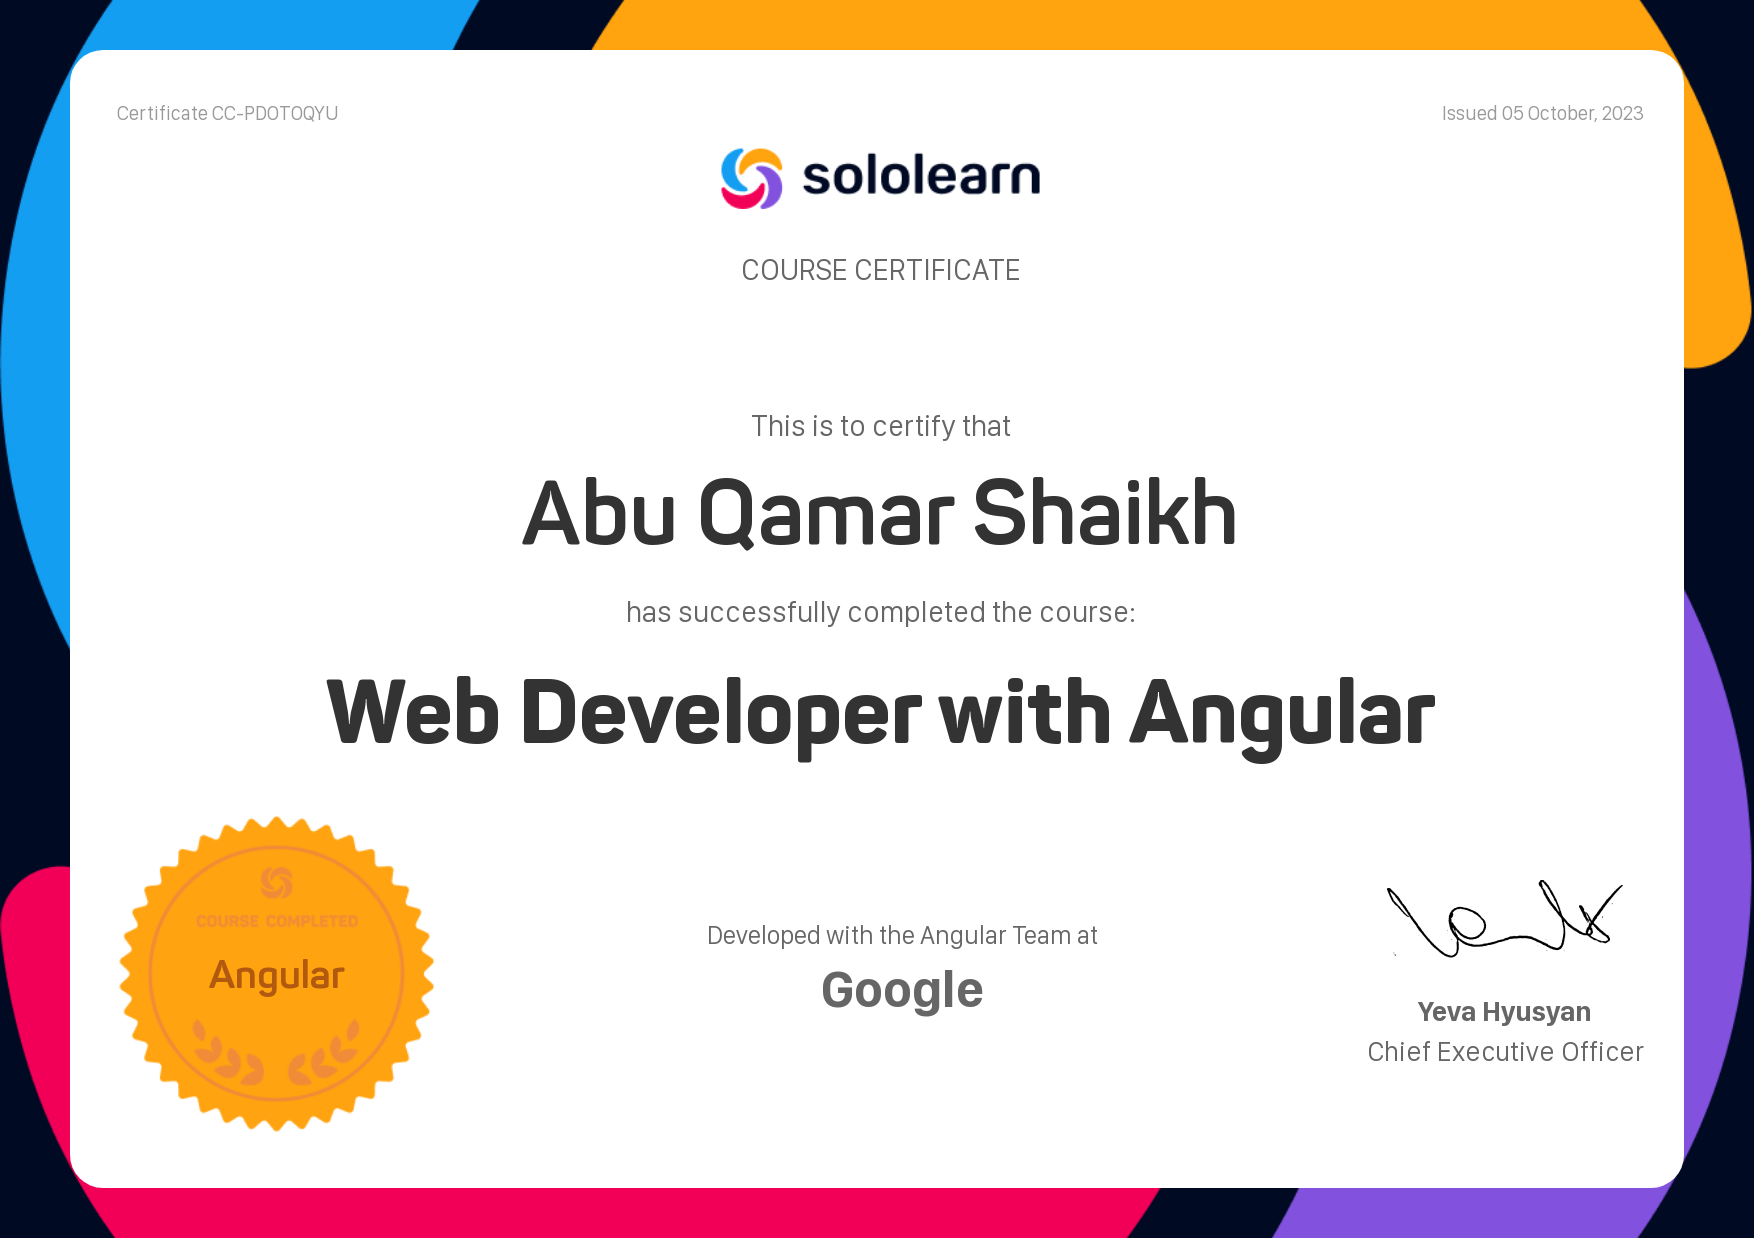 Certificate CC-PDOTOQYU
Issued 05 October, 2023
sololearn
COURSE CERTIFICATE
This is to certify that
Abu Qamar Shaikh
has successfully completed the course:
Web Developer with Angular
COURSE COMPLETED
Angular
Developed with the Angular Team at
Google
Yeva Hyusyan
Chief Executive Officer